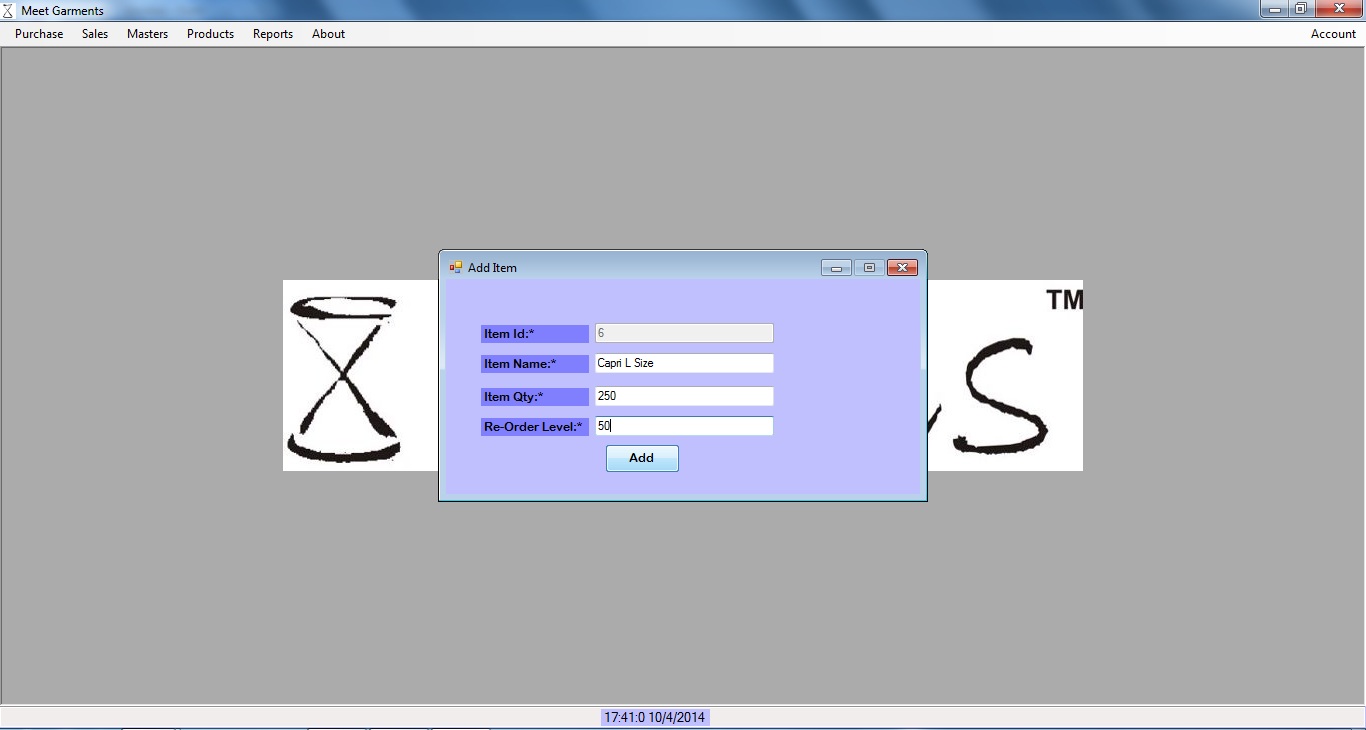 Meet Garments
Purchase Sales Masters Products Reports About Account
TM
Add Item
Item Id:* 6
Item Name:* Capri L Size
Item Qty:* 250
Re-Order Level:* 50
Add
S
17:41:0 10/4/2014